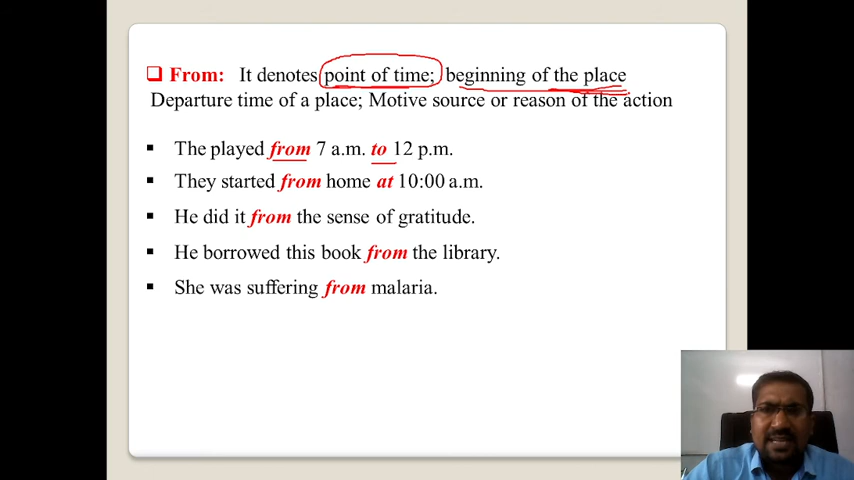 From: It denotes point of time; beginning of the place
Departure time of a place; Motive source or reason of the action
The played from 7 a.m. to 12 p.m.
They started from home at 10:00 a.m.
He did it from the sense of gratitude.
He borrowed this book from the library.
She was suffering from malaria.